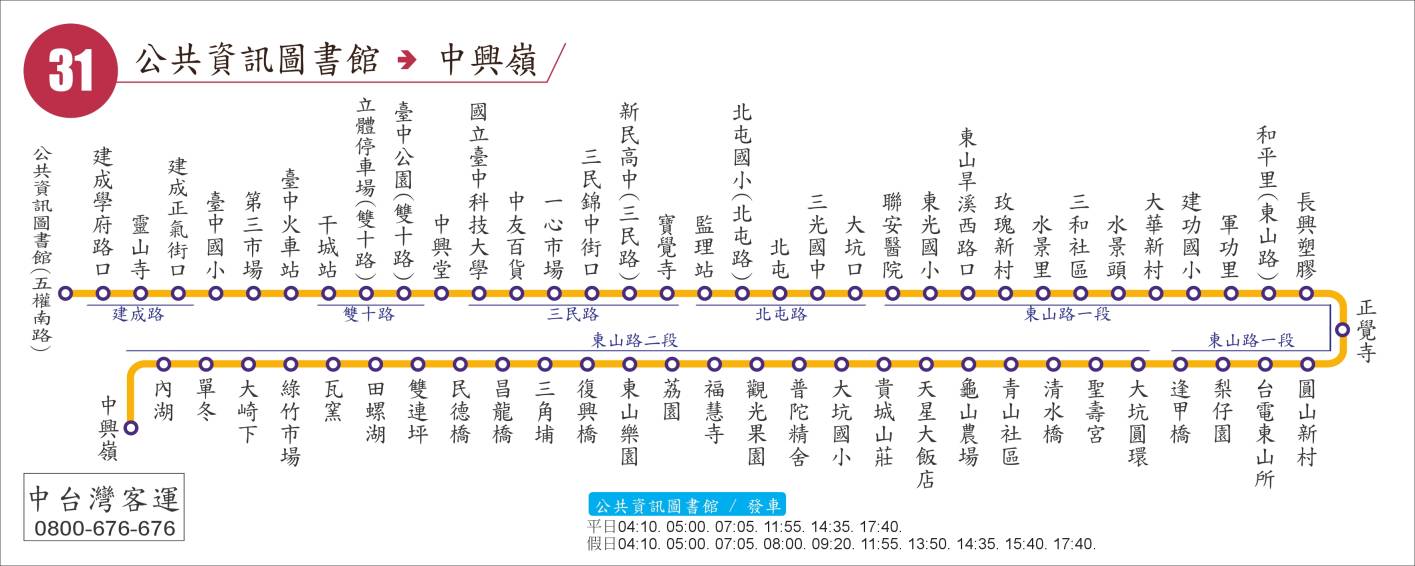 31
公共資訊圖書館 → 中興嶺
公共資訊圖書館(五權南路)
建成學府路口
靈山寺
建成正氣街口
臺中國小
第三市場
臺中火車站
干城站
立體停車場(雙十路)
臺中公園(雙十路)
中興堂
國立臺中科技大學
中友百貨
一心市場
三民錦中街口
新民高中(三民路)
寶覺寺
監理站
北屯國小(北屯路)
北屯
三光國中
大坑口
聯安醫院
東光國小
東山旱溪西路口
玫瑰新村
水景里
三和社區
水景頭
大華新村
建功國小
軍功里
和平里(東山路)
長興塑膠
正覺寺
建成路
雙十路
三民路
北屯路
東山路一段
東山路二段
東山路一段
圓山新村
台電東山所
梨仔園
逢甲橋
大坑圓環
聖壽宮
清水橋
青山社區
龜山農場
天星大飯店
貴城山莊
大坑國小
普陀精舍
觀光果園
福慧寺
荔園
東山樂園
復興橋
三角埔
昌龍橋
民德橋
雙連坪
田螺湖
瓦窯
綠竹市場
大崎下
單冬
內湖
中興嶺
中台灣客運
0800-676-676
公共資訊圖書館 / 發車
平日04:10. 05:00. 07:05. 11:55. 14:35. 17:40.
假日04:10. 05:00. 07:05. 08:00. 09:20. 11:55. 13:50. 14:35. 15:40. 17:40.